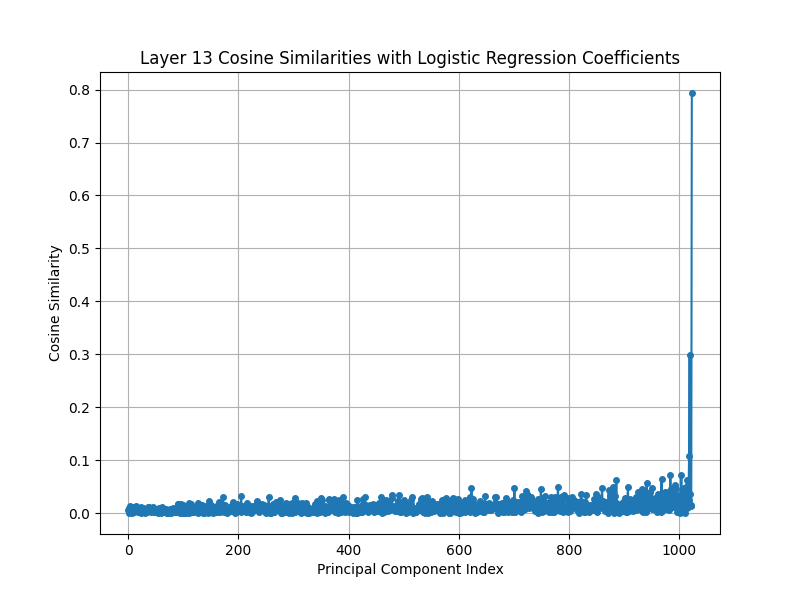 Layer 13 Cosine Similarities with Logistic Regression Coefficients
0.8
0.7
0.6
0.5
0.4
0.3
0.2
0.1
0.0
Cosine Similarity
0 200 400 600 800 1000
Principal Component Index